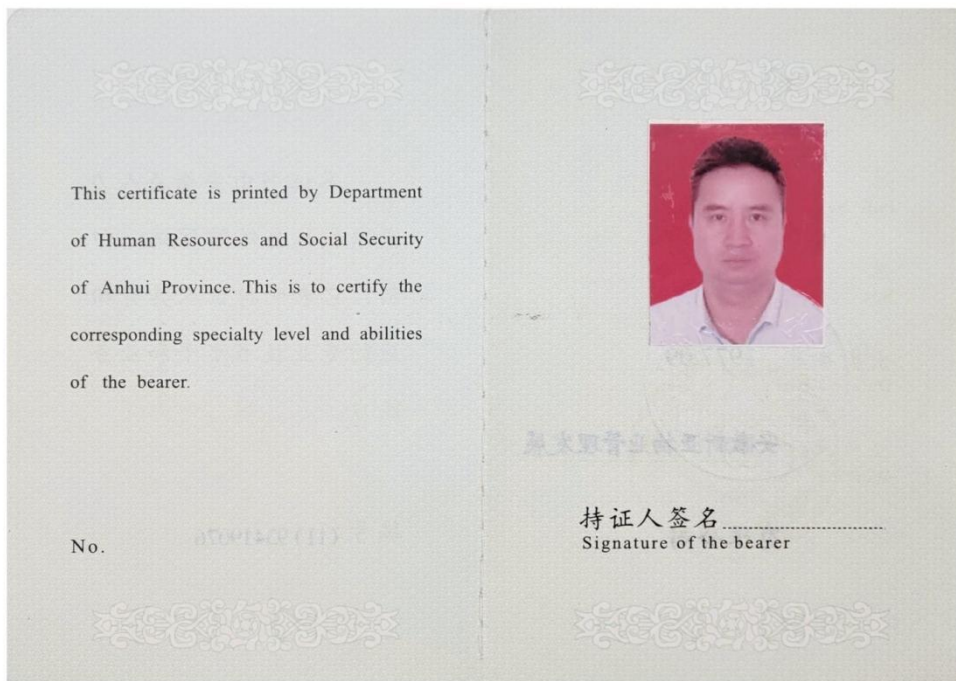 This certificate is printed by Department
of Human Resources and Social Security
of Anhui Province. This is to certify the
corresponding specialty level and abilities
of the bearer.
No.
持证人签名
Signature of the bearer